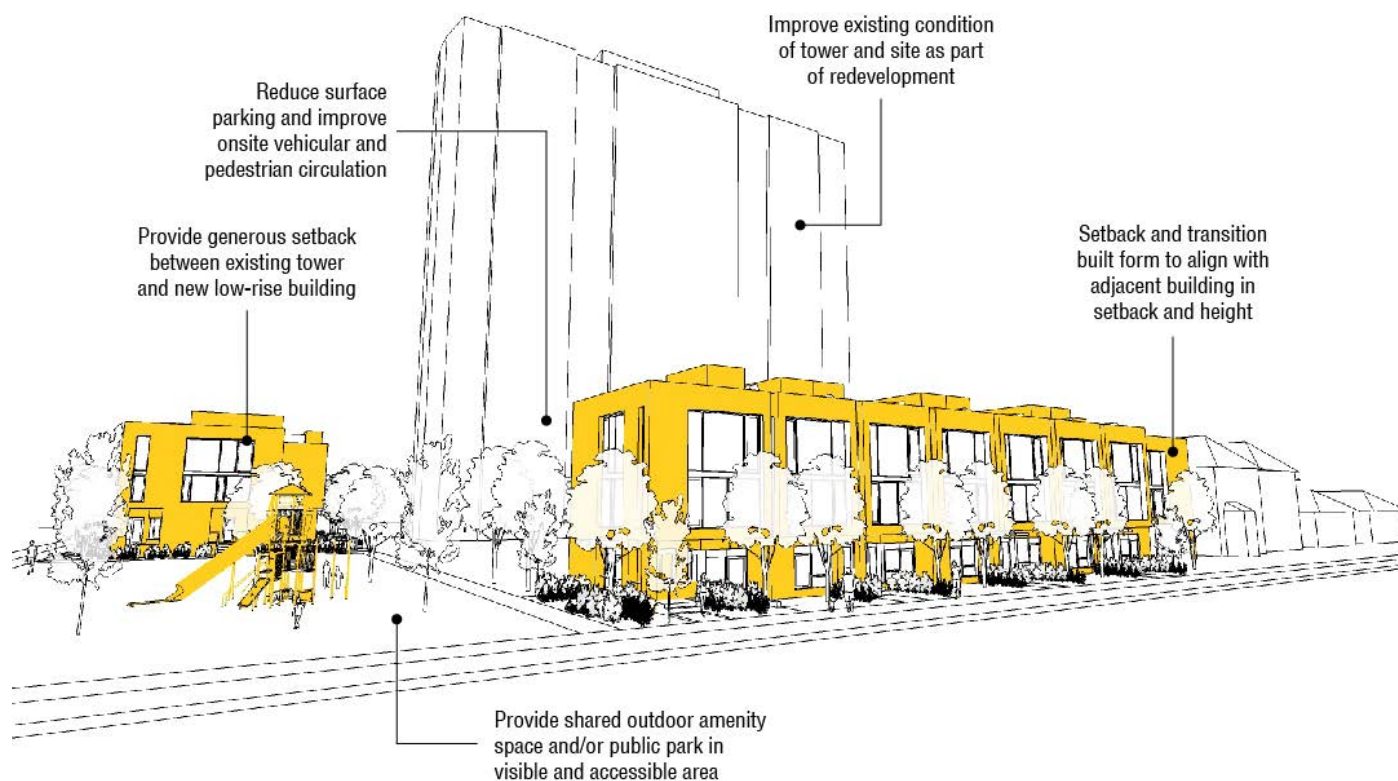 Improve existing condition
of tower and site as part
of redevelopment
Reduce surface
parking and improve
onsite vehicular and
pedestrian circulation
Provide generous setback
between existing tower
and new low-rise building
Setback and transition
built form to align with
adjacent building in
setback and height
Provide shared outdoor amenity
space and/or public park in
visible and accessible area